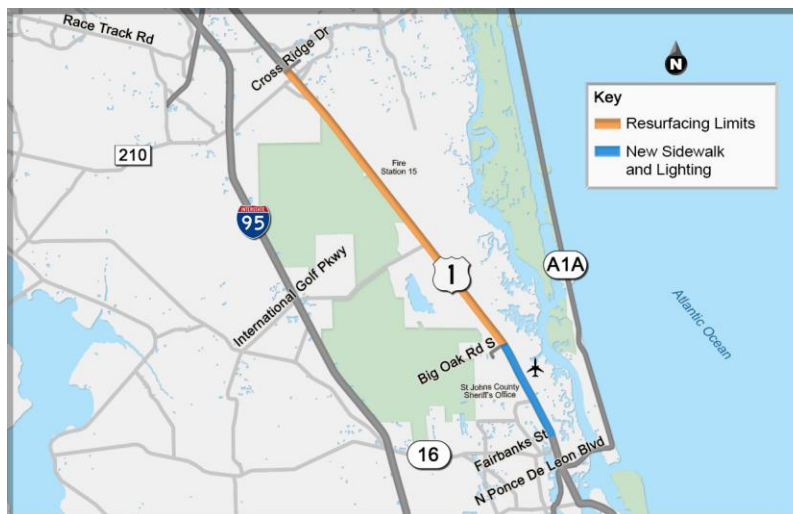 Race Track Rd
Cross Ridge Dr
N
Key
Resurfacing Limits
New Sidewalk
and Lighting
210
Fire
Station 15
INTERSTATE
95
International Golf Pkwy
1
A1A
Atlantic Ocean
Big Oak Rd S
St Johns County
Sheriff's Office
Fairbanks St
16
N Ponce De Leon Blvd